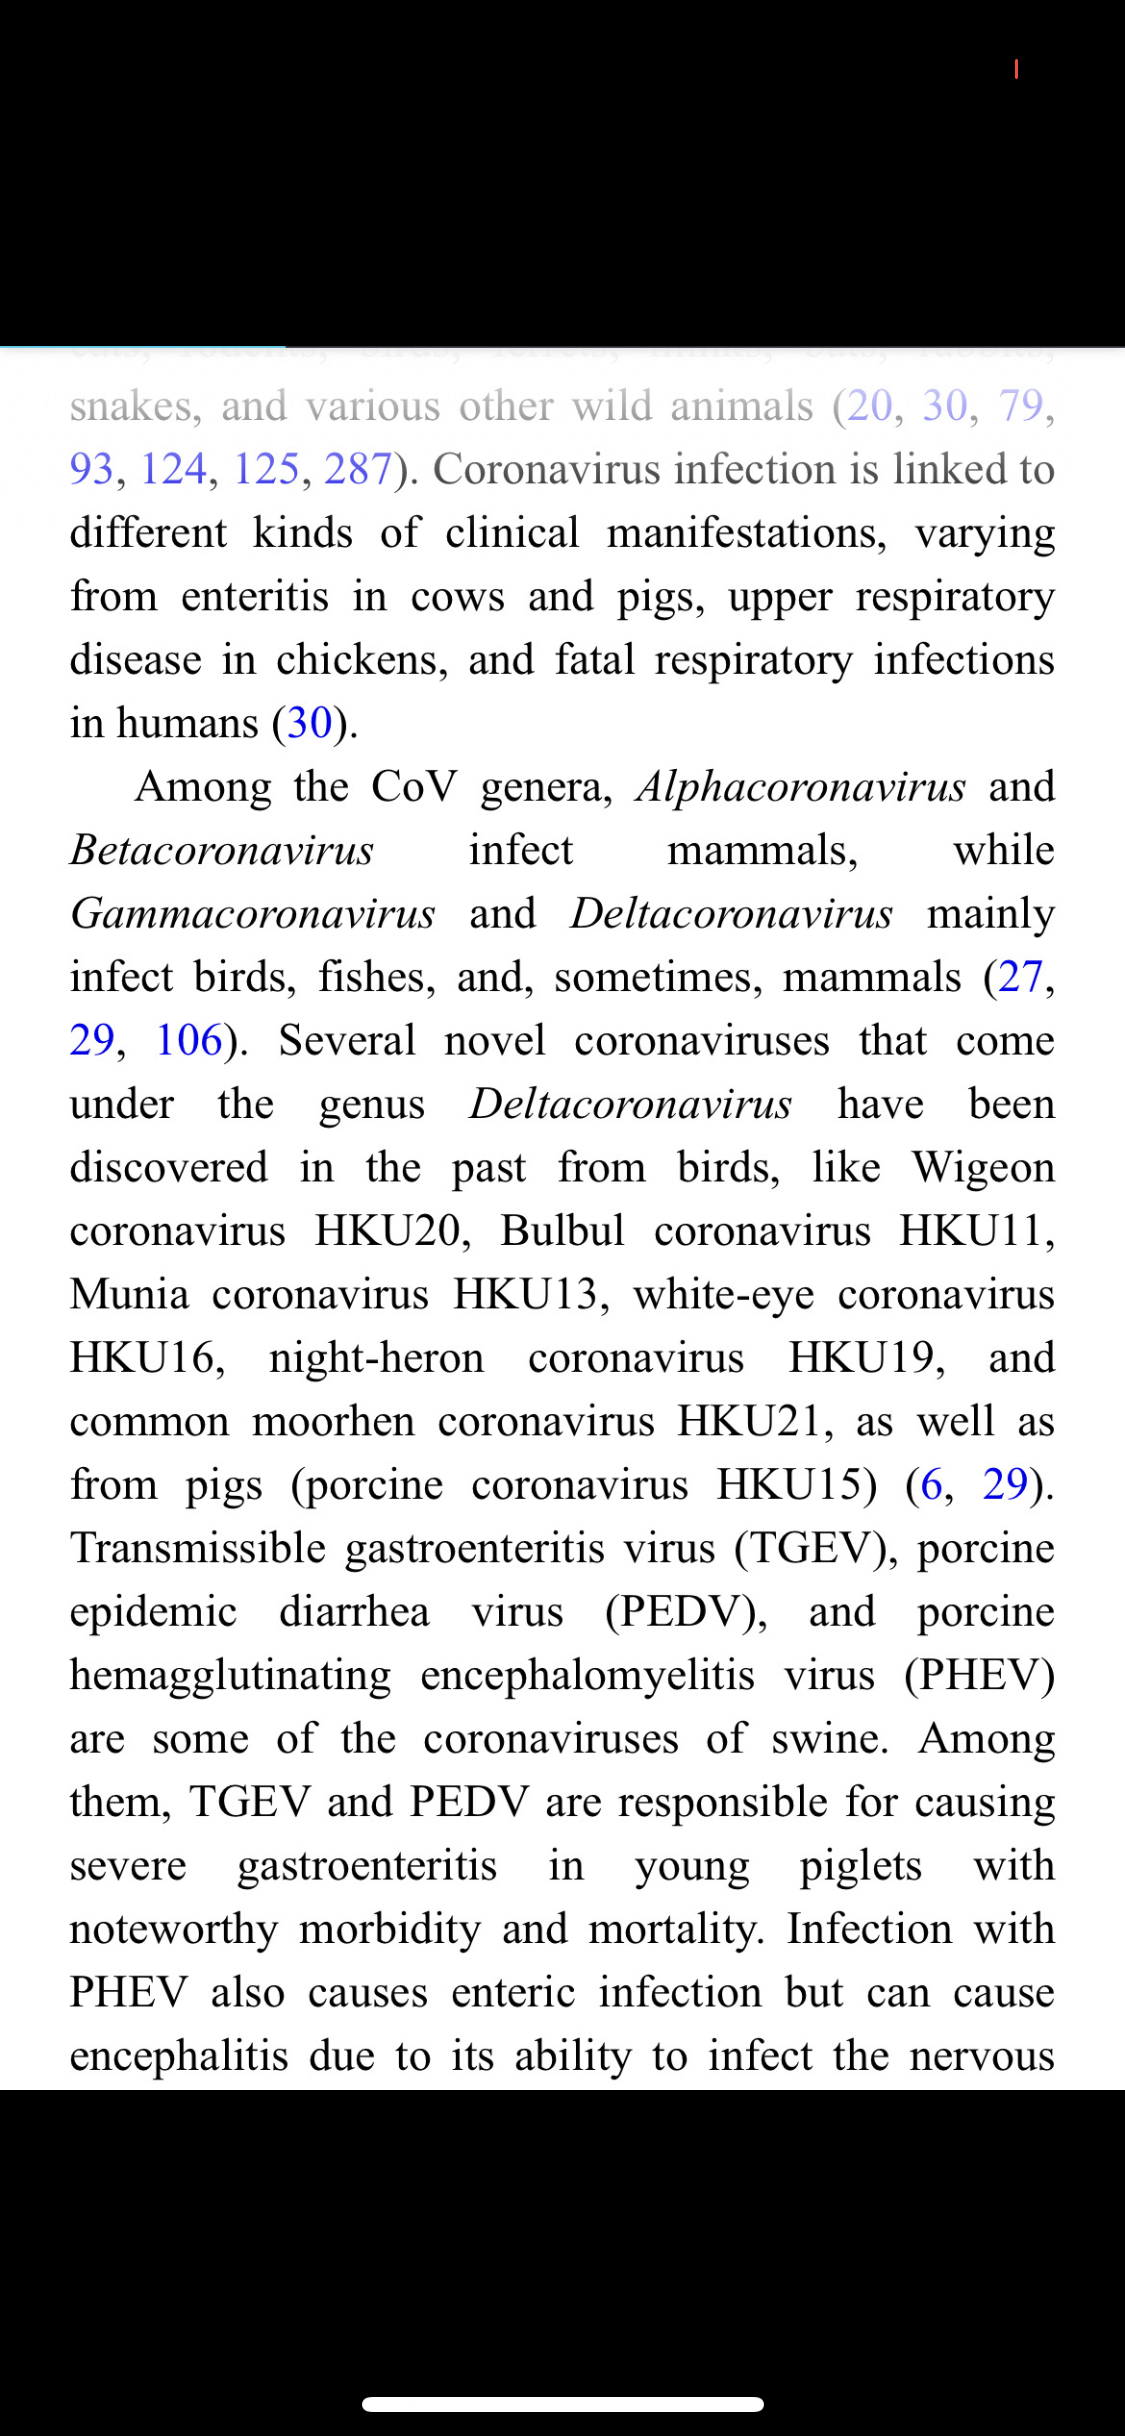 snakes, and various other wild animals (20, 30, 79,
93, 124, 125, 287). Coronavirus infection is linked to
different kinds of clinical manifestations, varying
from enteritis in cows and pigs, upper respiratory
disease in chickens, and fatal respiratory infections
in humans (30).
Among the CoV genera, Alphacoronavirus and
Betacoronavirus infect mammals, while
Gammacoronavirus and Deltacoronavirus mainly
infect birds, fishes, and, sometimes, mammals (27,
29, 106). Several novel coronaviruses that come
under the genus Deltacoronavirus have been
discovered in the past from birds, like Wigeon
coronavirus HKU20, Bulbul coronavirus HKU11,
Munia coronavirus HKU13, white-eye coronavirus
HKU16, night-heron coronavirus HKU19, and
common moorhen coronavirus HKU21, as well as
from pigs (porcine coronavirus HKU15) (6, 29).
Transmissible gastroenteritis virus (TGEV), porcine
epidemic diarrhea virus (PEDV), and porcine
hemagglutinating encephalomyelitis virus (PHEV)
are some of the coronaviruses of swine. Among
them, TGEV and PEDV are responsible for causing
severe gastroenteritis in young piglets with
noteworthy morbidity and mortality. Infection with
PHEV also causes enteric infection but can cause
encephalitis due to its ability to infect the nervous